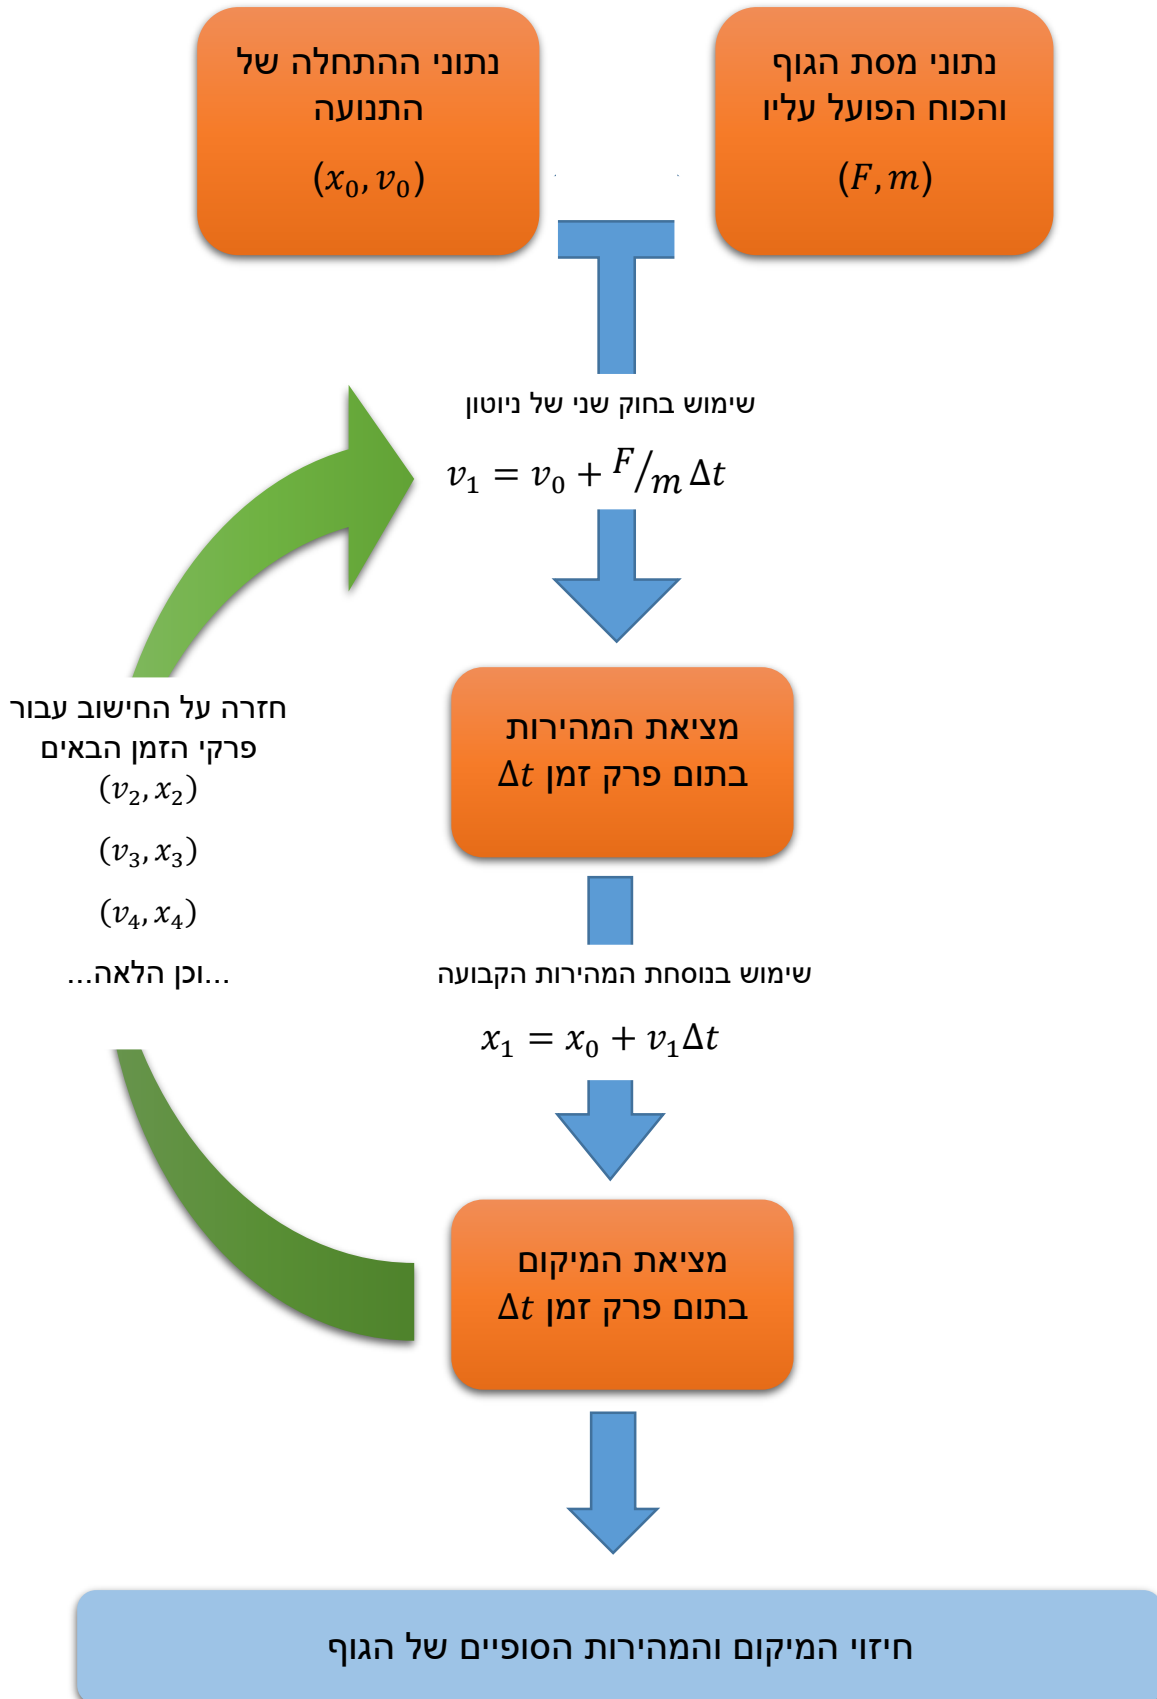 נתוני מסת הגוף
והכוח הפועל עליו
(F, m)
נתוני ההתחלה של
התנועה
(x₀, v₀)
שימוש בחוק שני של ניוטון
v₁ = v₀ + F/m Δt
מציאת המהירות
בתום פרק זמן Δt
חזרה על החישוב עבור
פרקי הזמן הבאים
(v₂, x₂)
(v₃, x₃)
(v₄, x₄)
...וכן הלאה...
שימוש בנוסחת המהירות הקבועה
x₁ = x₀ + v₁Δt
מציאת המיקום
בתום פרק זמן Δt
חיזוי המיקום והמהירות הסופיים של הגוף